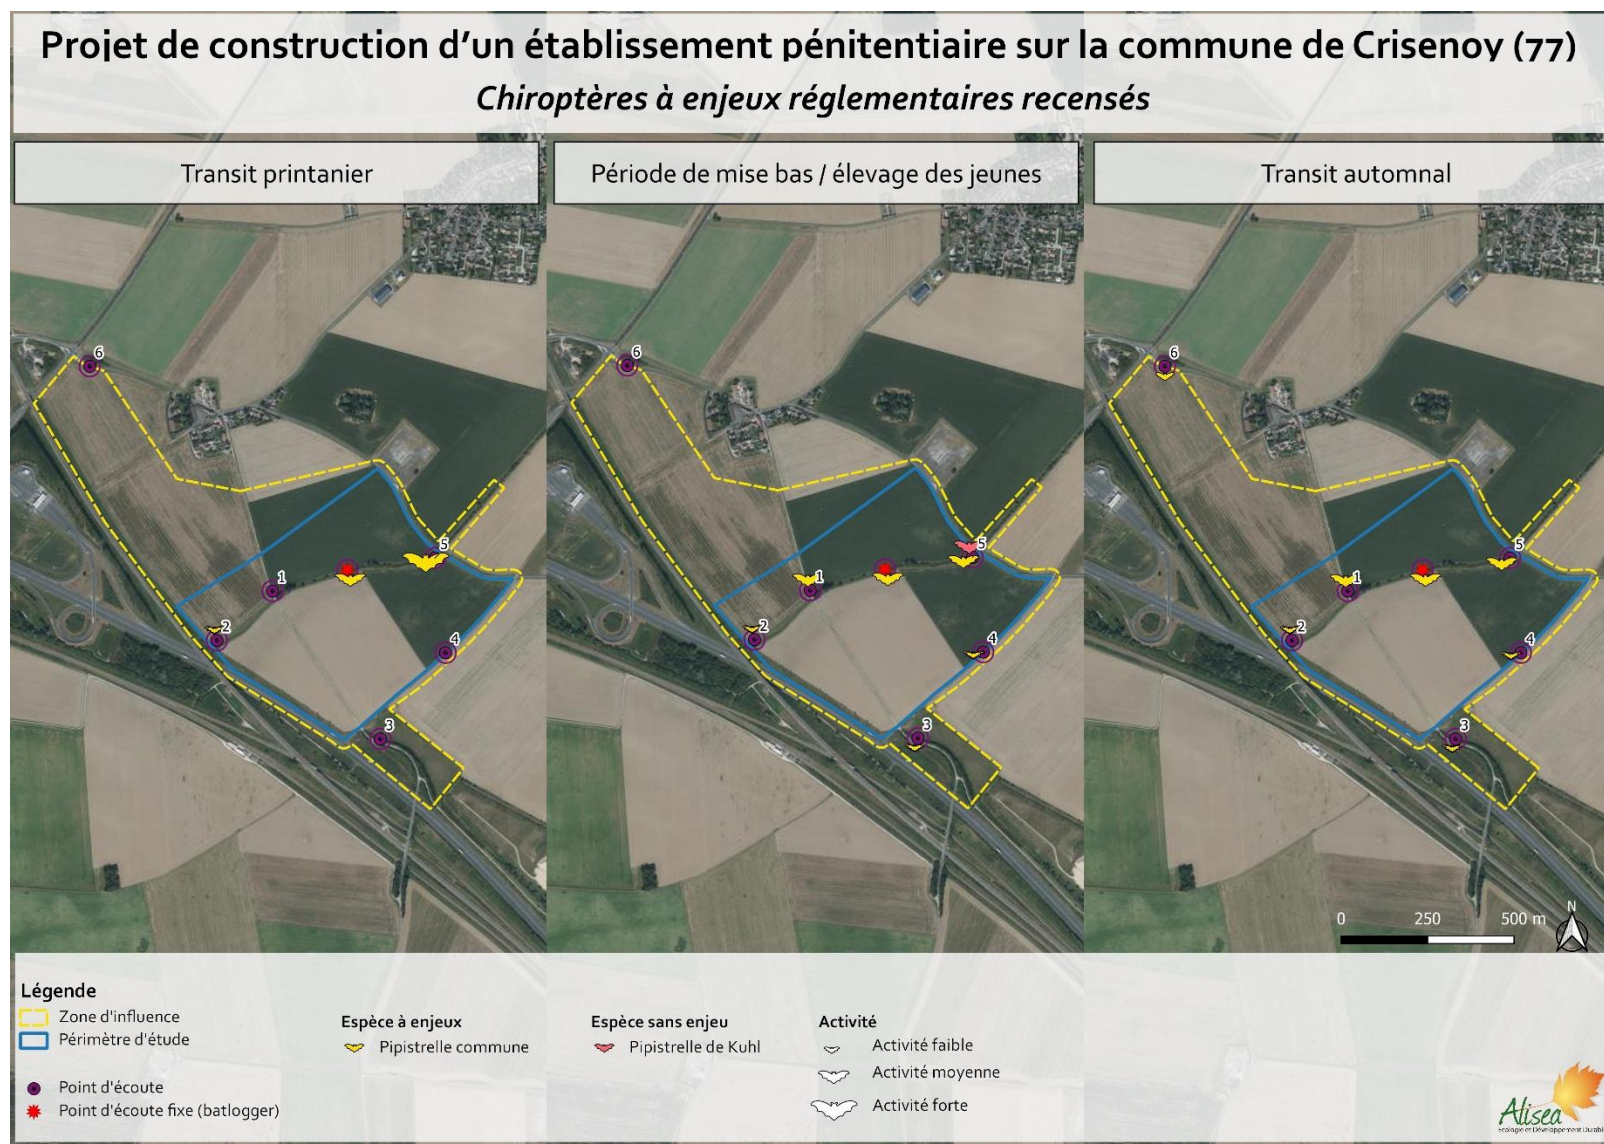 Projet de construction d'un établissement pénitentiaire sur la commune de Crisenoy (77)
Chiroptères à enjeux réglementaires recensés
Transit printanier
Période de mise bas / élevage des jeunes
Transit automnal
6
5
1
2
4
3
6
5
1
2
4
3
6
5
1
2
4
3
0 250 500 m
N
Légende
Zone d'influence
Périmètre d'étude
Point d'écoute
Point d'écoute fixe (batlogger)
Espèce à enjeux
Pipistrelle commune
Espèce sans enjeu
Pipistrelle de Kuhl
Activité
Activité faible
Activité moyenne
Activité forte
Alisea
Ecologie et Développement Durable